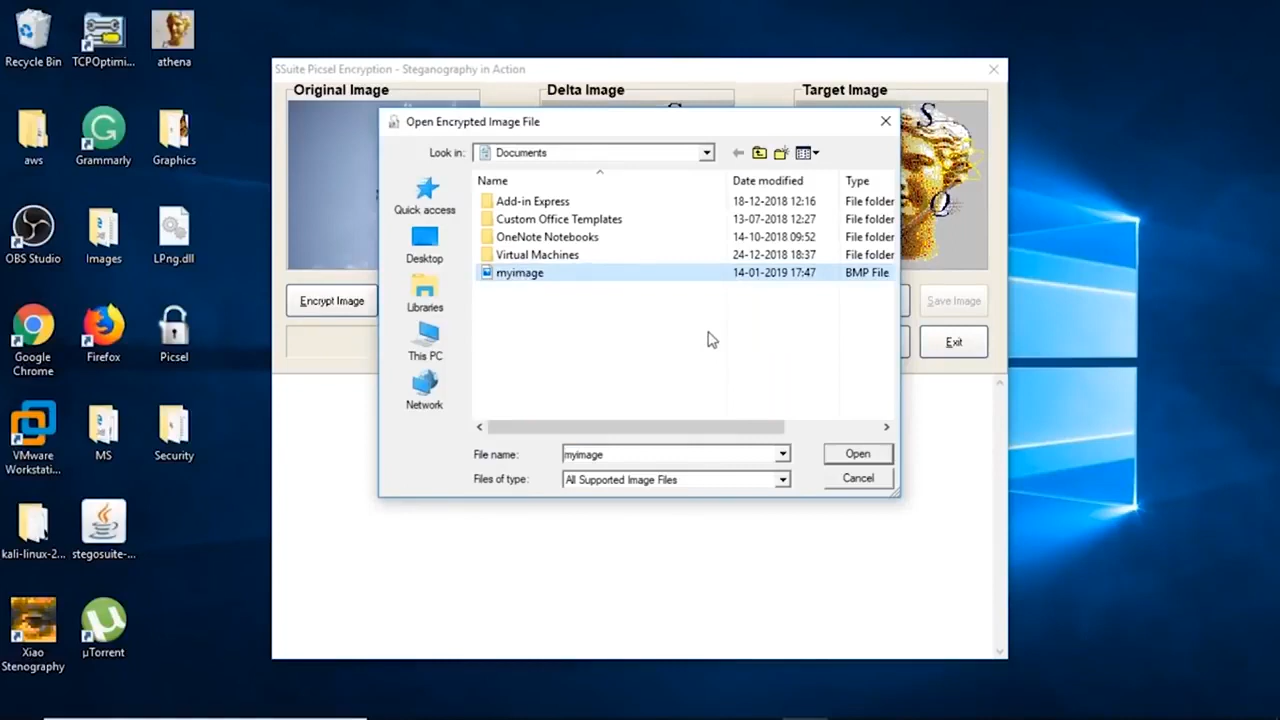 Recycle Bin
TCPOptimi...
athena
aws
Grammarly
Graphics
OBS Studio
Images
LPng.dll
Google
Chrome
Firefox
Picsel
VMware
Workstati...
MS
Security
kali-linux-2...
stegosuite-...
Xiao
Stenography
µTorrent
SSuite Picsel Encryption - Steganography in Action
Original Image
Delta Image
Target Image
S
Q
Encrypt Image
Save Image
Exit
Open Encrypted Image File
Look in:
Documents
Quick access
Desktop
Libraries
This PC
Network
Name Date modified Type
Add-in Express 18-12-2018 12:16 File folder
Custom Office Templates 13-07-2018 12:27 File folder
OneNote Notebooks 14-10-2018 09:52 File folder
Virtual Machines 24-12-2018 18:37 File folder
myimage 14-01-2019 17:47 BMP File
File name: myimage Open
Files of type: All Supported Image Files Cancel